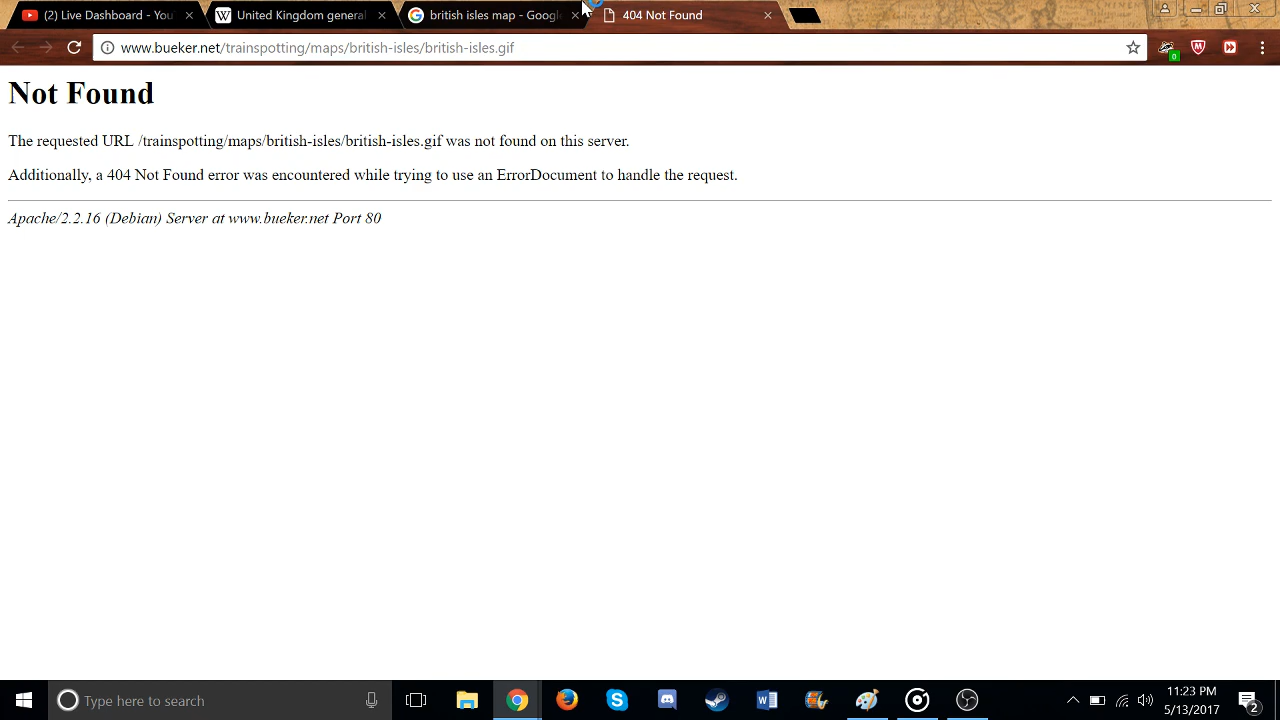 (2) Live Dashboard - You
United Kingdom general
british isles map - Googl
404 Not Found
www.bueker.net/trainspotting/maps/british-isles/british-isles.gif
0
Not Found
The requested URL /trainspotting/maps/british-isles/british-isles.gif was not found on this server.
Additionally, a 404 Not Found error was encountered while trying to use an ErrorDocument to handle the request.
Apache/2.2.16 (Debian) Server at www.bueker.net Port 80
Type here to search
11:23 PM
5/13/2017
2